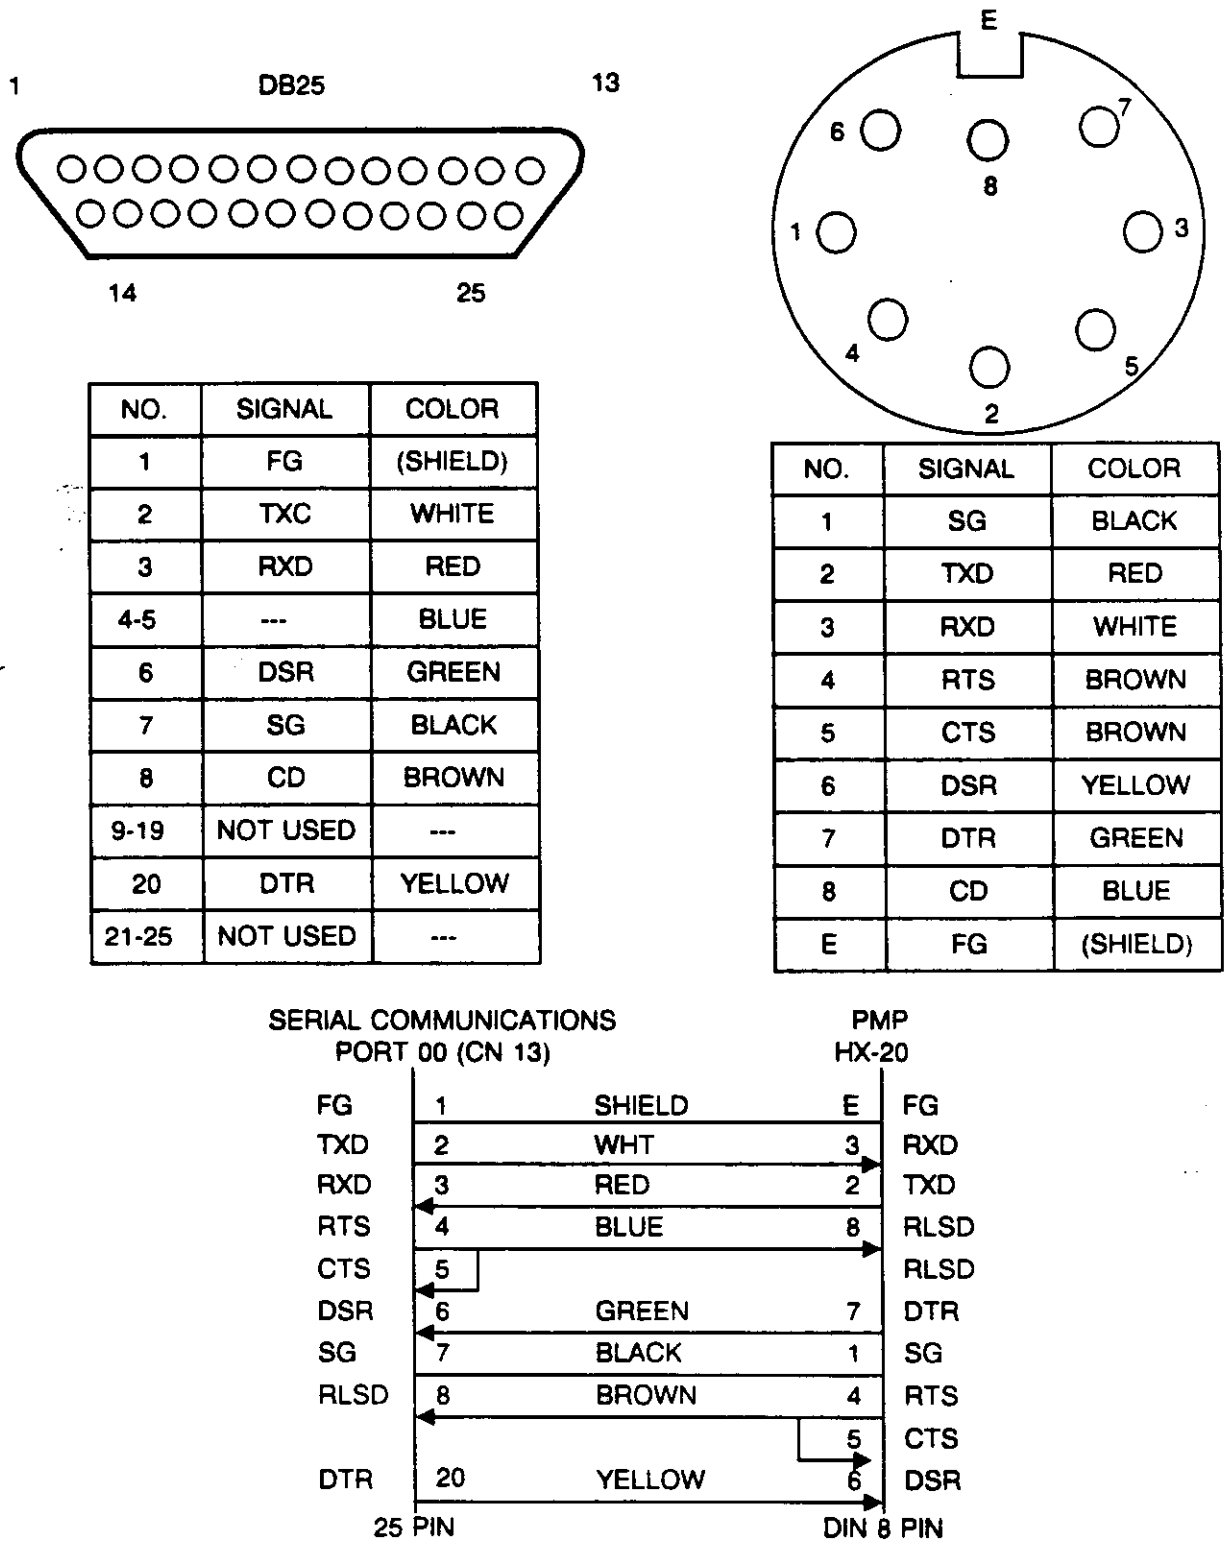 1 DB25 13
14 25
E
6 7
8
1 3
4 5
2
NO. SIGNAL COLOR
1 FG (SHIELD)
2 TXC WHITE
3 RXD RED
4-5 --- BLUE
6 DSR GREEN
7 SG BLACK
8 CD BROWN
9-19 NOT USED ---
20 DTR YELLOW
21-25 NOT USED ---
NO. SIGNAL COLOR
1 SG BLACK
2 TXD RED
3 RXD WHITE
4 RTS BROWN
5 CTS BROWN
6 DSR YELLOW
7 DTR GREEN
8 CD BLUE
E FG (SHIELD)
SERIAL COMMUNICATIONS PMP
PORT 00 (CN 13) HX-20
FG 1 SHIELD E FG
TXD 2 WHT 3 RXD
RXD 3 RED 2 TXD
RTS 4 BLUE 8 RLSD
CTS 5 RLSD
DSR 6 GREEN 7 DTR
SG 7 BLACK 1 SG
RLSD 8 BROWN 4 RTS
5 CTS
DTR 20 YELLOW 6 DSR
25 PIN DIN 8 PIN